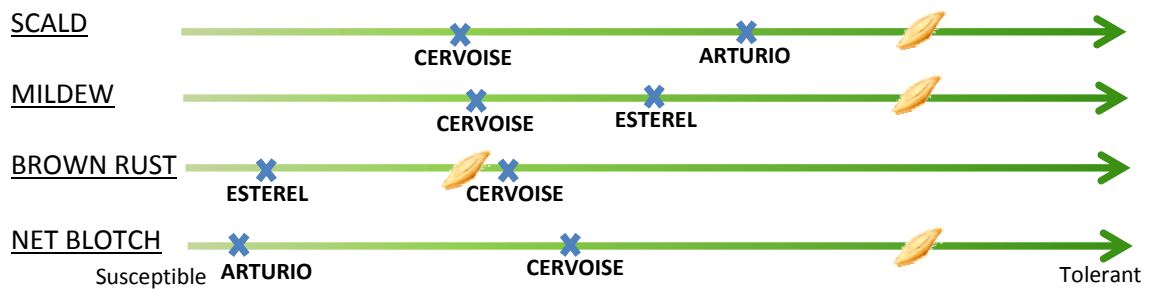 SCALD
CERVOISE
ARTURIO
MILDEW
CERVOISE
ESTEREL
BROWN RUST
ESTEREL
CERVOISE
NET BLOTCH
Susceptible
ARTURIO
CERVOISE
Tolerant